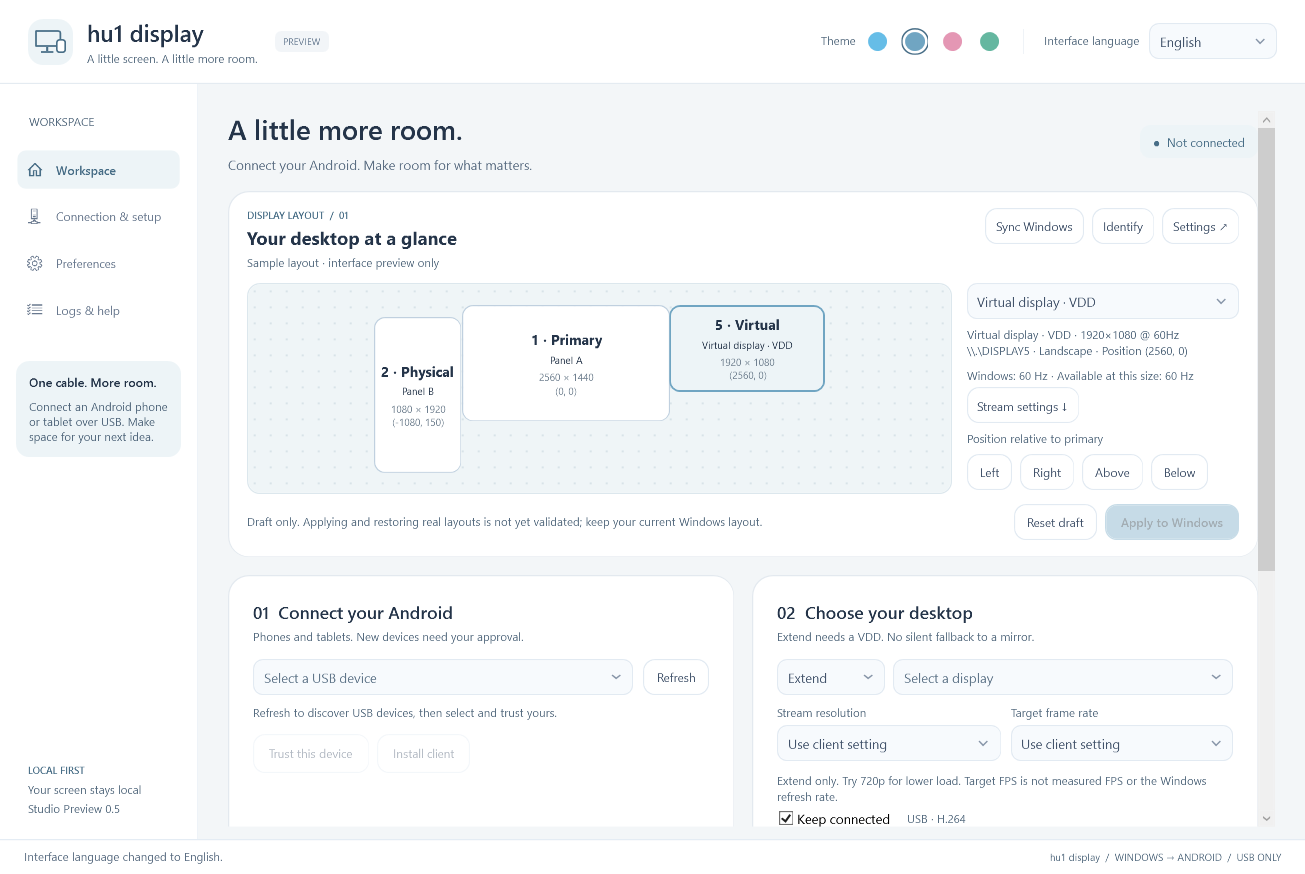 hu1 display
A little screen. A little more room.
PREVIEW
Theme
Interface language
English
WORKSPACE
Workspace
Connection & setup
Preferences
Logs & help
One cable. More room.
Connect an Android phone
or tablet over USB. Make
space for your next idea.
LOCAL FIRST
Your screen stays local
Studio Preview 0.5
A little more room.
Connect your Android. Make room for what matters.
Not connected
DISPLAY LAYOUT / 01
Your desktop at a glance
Sample layout · interface preview only
Sync Windows
Identify
Settings ↗
2 · Physical
Panel B
1080 × 1920
(-1080, 150)
1 · Primary
Panel A
2560 × 1440
(0, 0)
5 · Virtual
Virtual display · VDD
1920 × 1080
(2560, 0)
Virtual display · VDD
Virtual display · VDD · 1920×1080 @ 60Hz
\\.\DISPLAY5 · Landscape · Position (2560, 0)
Windows: 60 Hz · Available at this size: 60 Hz
Stream settings ↓
Position relative to primary
Left
Right
Above
Below
Draft only. Applying and restoring real layouts is not yet validated; keep your current Windows layout.
Reset draft
Apply to Windows
01 Connect your Android
Phones and tablets. New devices need your approval.
Select a USB device
Refresh
Refresh to discover USB devices, then select and trust yours.
Trust this device
Install client
02 Choose your desktop
Extend needs a VDD. No silent fallback to a mirror.
Extend
Select a display
Stream resolution
Target frame rate
Use client setting
Use client setting
Extend only. Try 720p for lower load. Target FPS is not measured FPS or the Windows
refresh rate.
Keep connected
USB · H.264
Interface language changed to English.
hu1 display / WINDOWS → ANDROID / USB ONLY